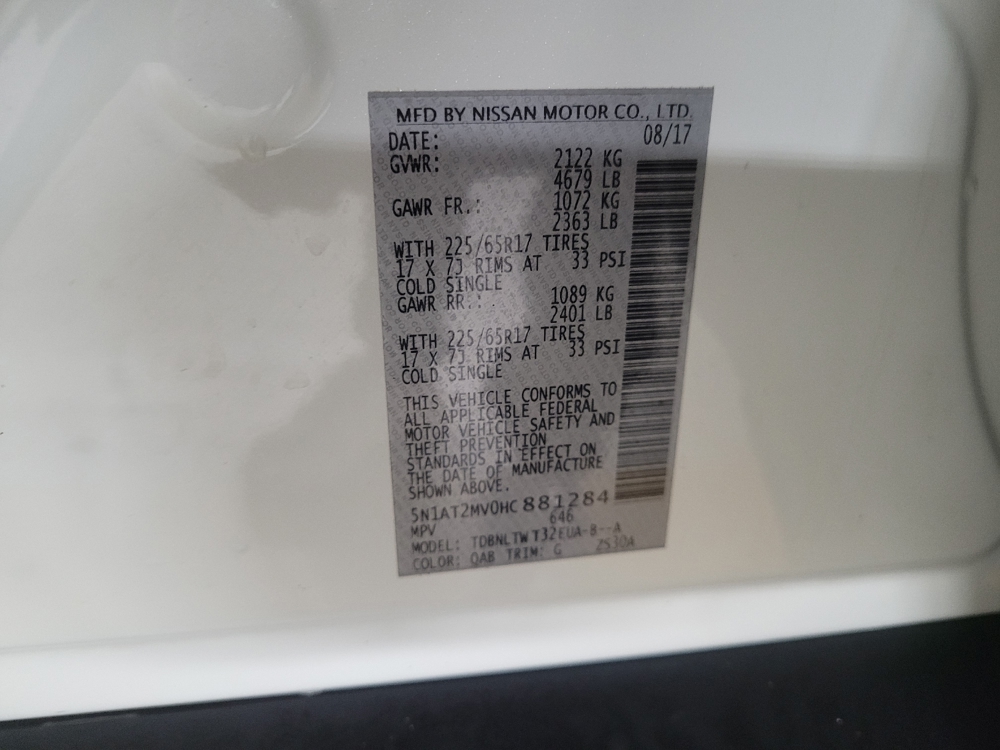 MFD BY NISSAN MOTOR CO., LTD.
DATE: 08/17
GVWR: 2122 KG
4679 LB
GAWR FR.: 1072 KG
2363 LB
WITH 225/65R17 TIRES
17 X 7J RIMS AT 33 PSI
COLD SINGLE
GAWR RR.: 1089 KG
2401 LB
WITH 225/65R17 TIRES
17 X 7J RIMS AT 33 PSI
COLD SINGLE
THIS VEHICLE CONFORMS TO
ALL APPLICABLE FEDERAL
MOTOR VEHICLE SAFETY AND
THEFT PREVENTION
STANDARDS IN EFFECT ON
THE DATE OF MANUFACTURE
SHOWN ABOVE.
5N1AT2MV0HC881284
MPV 646
MODEL: TDBNLTWT32EUA-B--A
COLOR: QAB TRIM: G 2S30A